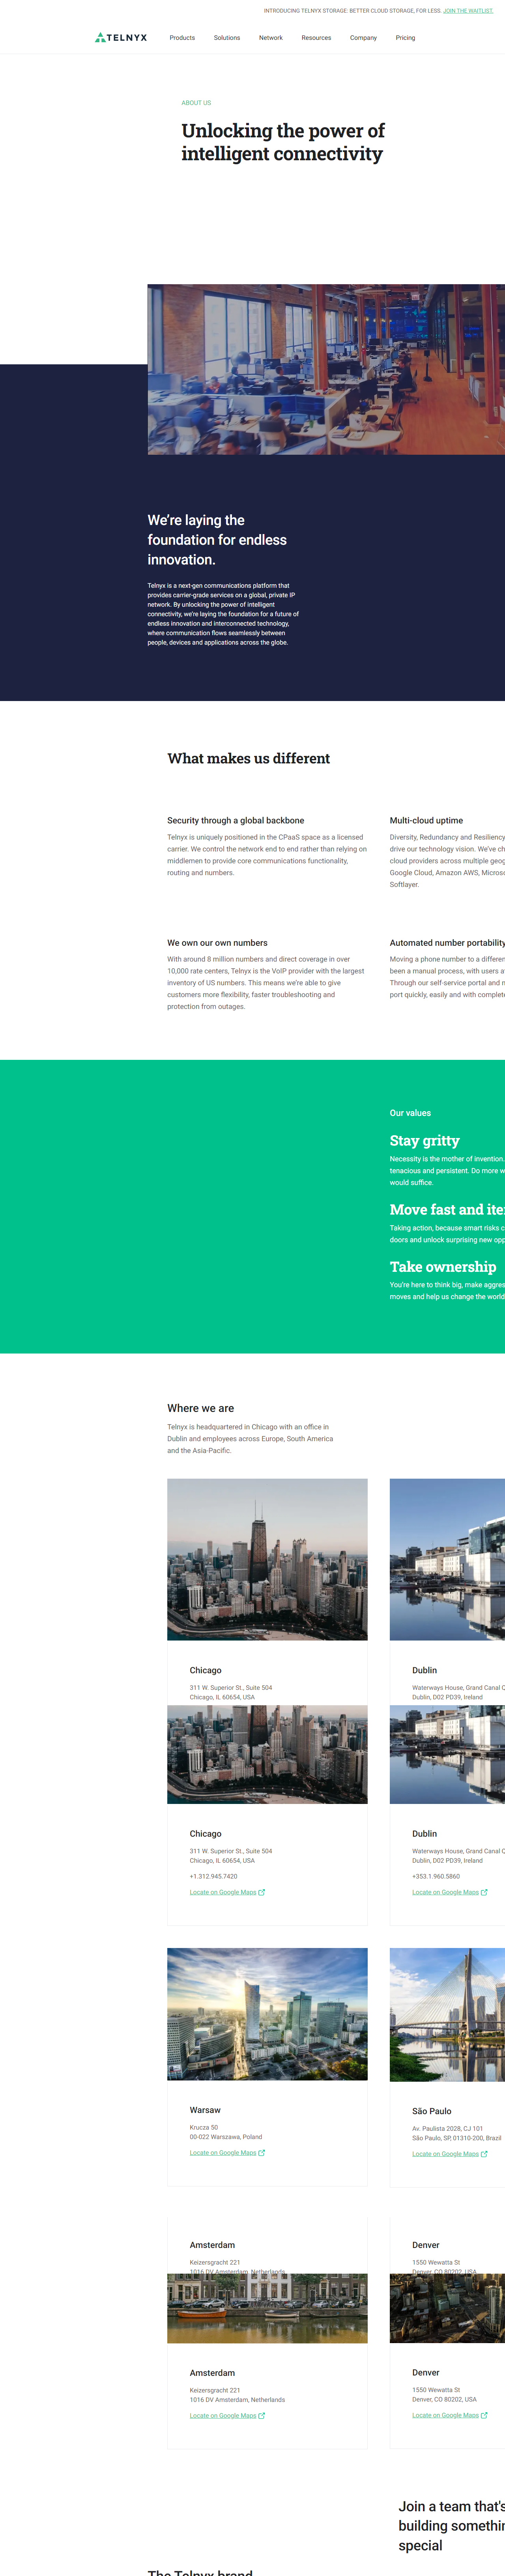 INTRODUCING TELNYX STORAGE: BETTER CLOUD STORAGE, FOR LESS. JOIN THE WAITLIST.
TELNYX
Products Solutions Network Resources Company Pricing
ABOUT US
Unlocking the power of
intelligent connectivity
We're laying the
foundation for endless
innovation.
Telnyx is a next-gen communications platform that
provides carrier-grade services on a global, private IP
network. By unlocking the power of intelligent
connectivity, we're laying the foundation for a future of
endless innovation and interconnected technology,
where communication flows seamlessly between
people, devices and applications across the globe.
What makes us different
Security through a global backbone
Telnyx is uniquely positioned in the CPaaS space as a licensed
carrier. We control the network end to end rather than relying on
middlemen to provide core communications functionality,
routing and numbers.
Multi-cloud uptime
Diversity, Redundancy and Resiliency
drive our technology vision. We've ch
cloud providers across multiple geog
Google Cloud, Amazon AWS, Micros
Softlayer.
We own our own numbers
With around 8 million numbers and direct coverage in over
10,000 rate centers, Telnyx is the VoIP provider with the largest
inventory of US numbers. This means we're able to give
customers more flexibility, faster troubleshooting and
protection from outages.
Automated number portability
Moving a phone number to a differen
been a manual process, with users a
Through our self-service portal and
port quickly, easily and with complet
Our values
Stay gritty
Necessity is the mother of invention.
tenacious and persistent. Do more w
would suffice.
Move fast and ite
Taking action, because smart risks c
doors and unlock surprising new opp
Take ownership
You're here to think big, make aggres
moves and help us change the world
Where we are
Telnyx is headquartered in Chicago with an office in
Dublin and employees across Europe, South America
and the Asia-Pacific.
Chicago
311 W. Superior St., Suite 504
Chicago, IL 60654, USA
Dublin
Waterways House, Grand Canal Q
Dublin, D02 PD39, Ireland
Chicago
311 W. Superior St., Suite 504
Chicago, IL 60654, USA
+1.312.945.7420
Locate on Google Maps
Dublin
Waterways House, Grand Canal Q
Dublin, D02 PD39, Ireland
+353.1.960.5860
Locate on Google Maps
Warsaw
Krucza 50
00-022 Warszawa, Poland
Locate on Google Maps
São Paulo
Av. Paulista 2028, CJ 101
São Paulo, SP, 01310-200, Brazil
Locate on Google Maps
Amsterdam
Keizersgracht 221
1016 DV Amsterdam, Netherlands
Denver
1550 Wewatta St
Denver, CO 80202, USA
Amsterdam
Keizersgracht 221
1016 DV Amsterdam, Netherlands
Locate on Google Maps
Denver
1550 Wewatta St
Denver, CO 80202, USA
Locate on Google Maps
Join a team that's
building somethin
special
The Telnyx brand